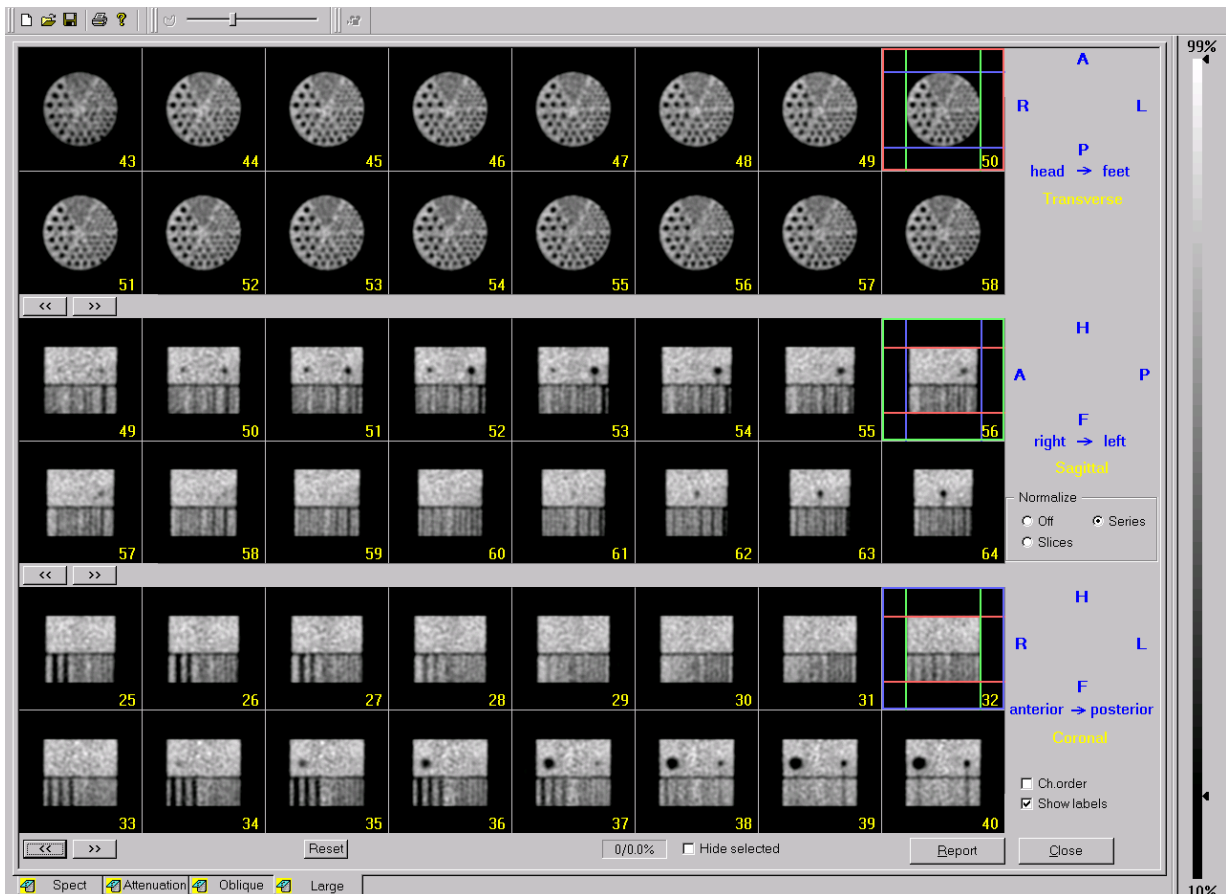 99%
43 44 45 46 47 48 49 50
A
R L
P
head → feet
Transverse
51 52 53 54 55 56 57 58
<< >>
49 50 51 52 53 54 55 56
H
A P
F
right → left
Sagittal
57 58 59 60 61 62 63 64
Normalize
Off Series
Slices
<< >>
25 26 27 28 29 30 31 32
H
R L
F
anterior → posterior
Coronal
33 34 35 36 37 38 39 40
Ch.order
Show labels
<< >> Reset 0/0.0% Hide selected Report Close
Spect Attenuation Oblique Large
10%